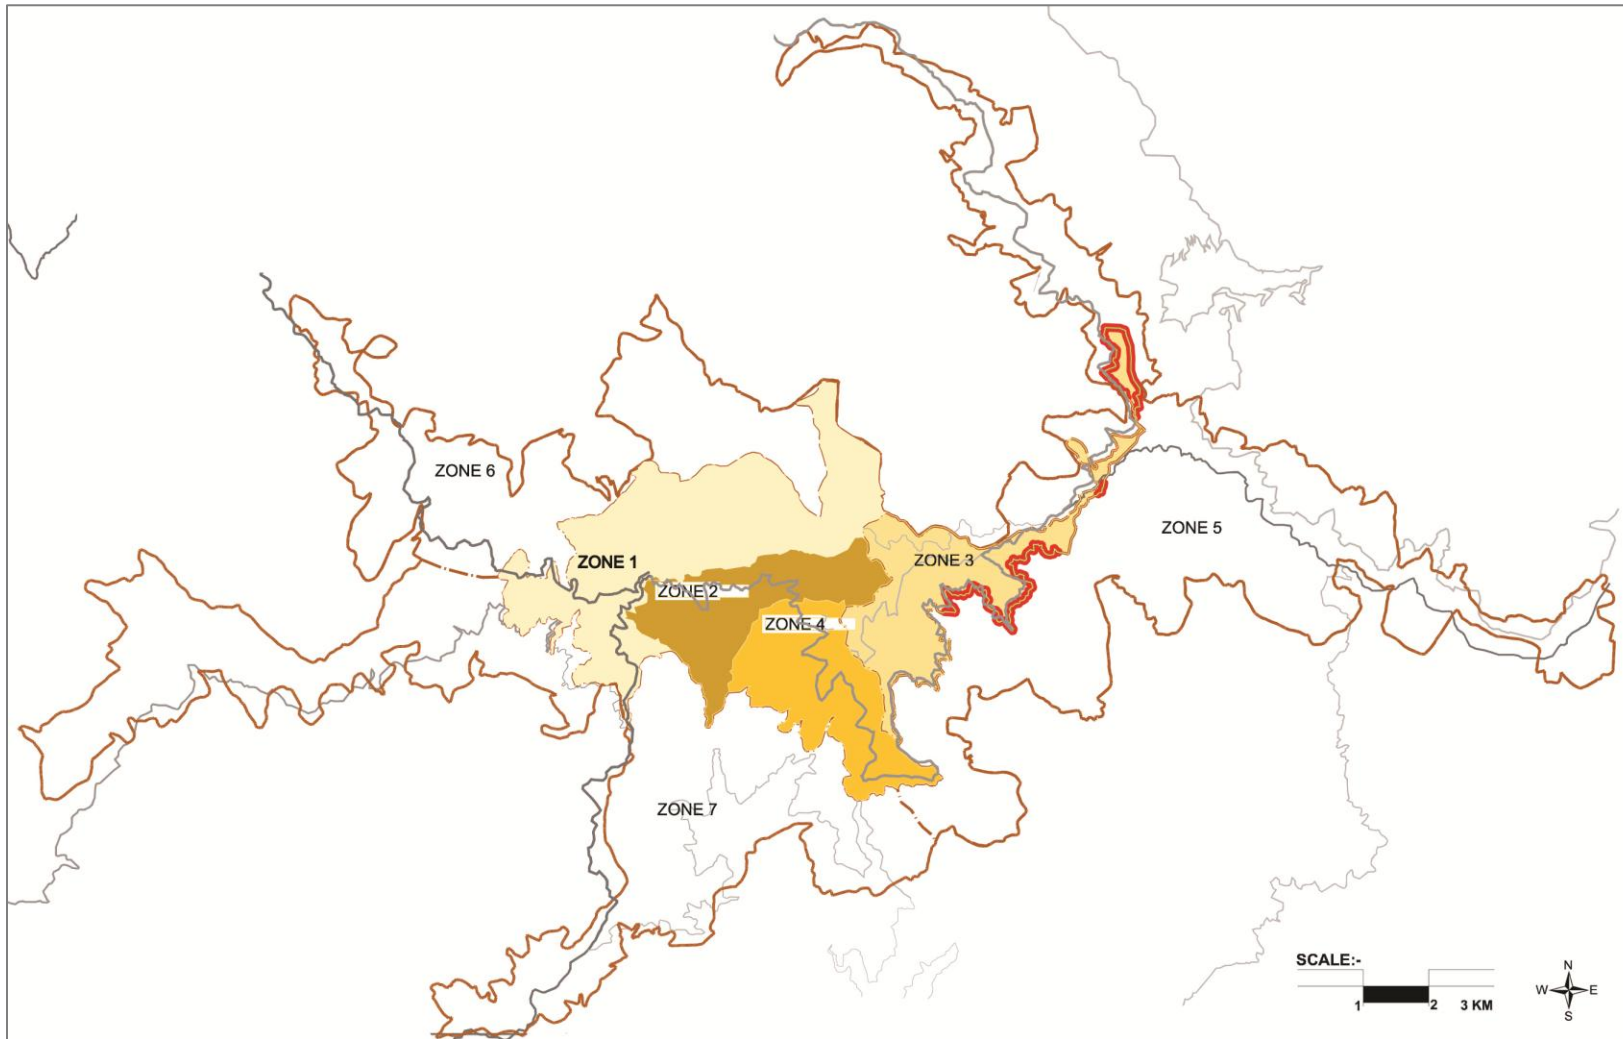 ZONE 6
ZONE 5
ZONE 1
ZONE 3
ZONE 2
ZONE 4
ZONE 7
SCALE:-
1 2 3 KM
N
W E
S